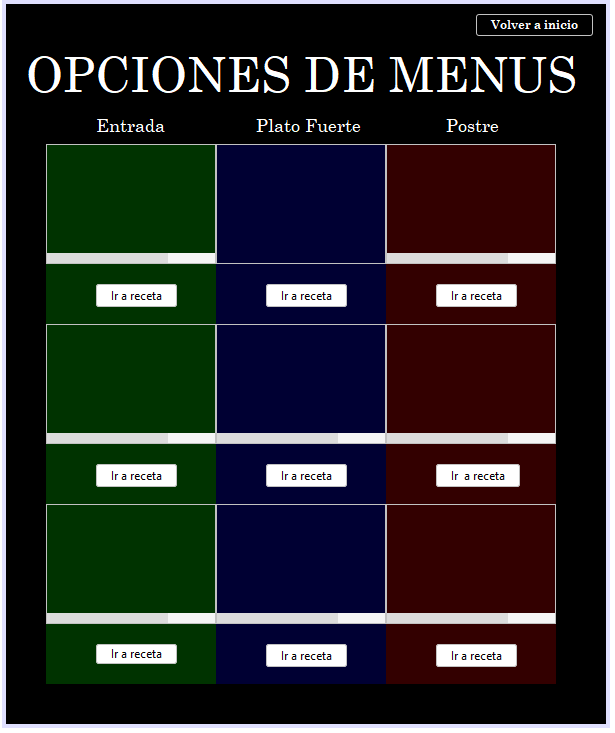 Volver a inicio
OPCIONES DE MENUS
Entrada Plato Fuerte Postre
Ir a receta Ir a receta Ir a receta
Ir a receta Ir a receta Ir  a receta
Ir a receta Ir a receta Ir a receta